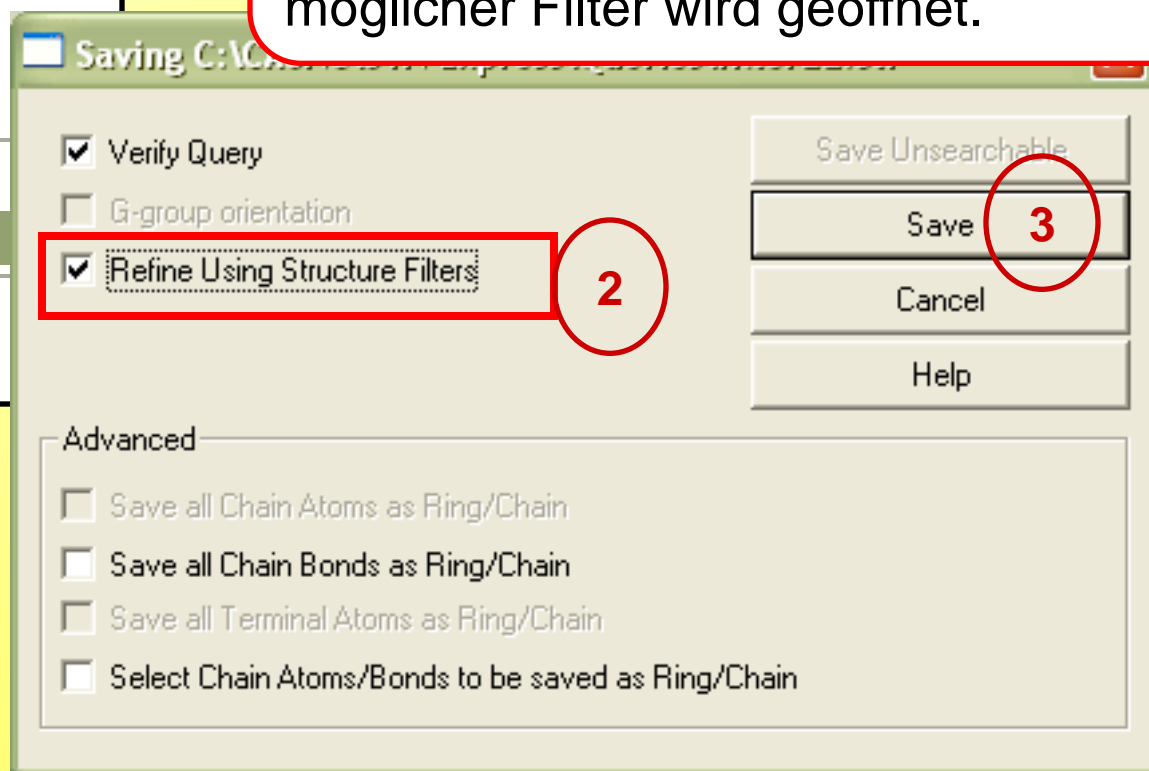 möglicher Filter wird geöffnet.
Saving C:\
Verify Query
Save Unsearchable
G-group orientation
Save
3
Refine Using Structure Filters
2
Cancel
Help
Advanced
Save all Chain Atoms as Ring/Chain
Save all Chain Bonds as Ring/Chain
Save all Terminal Atoms as Ring/Chain
Select Chain Atoms/Bonds to be saved as Ring/Chain